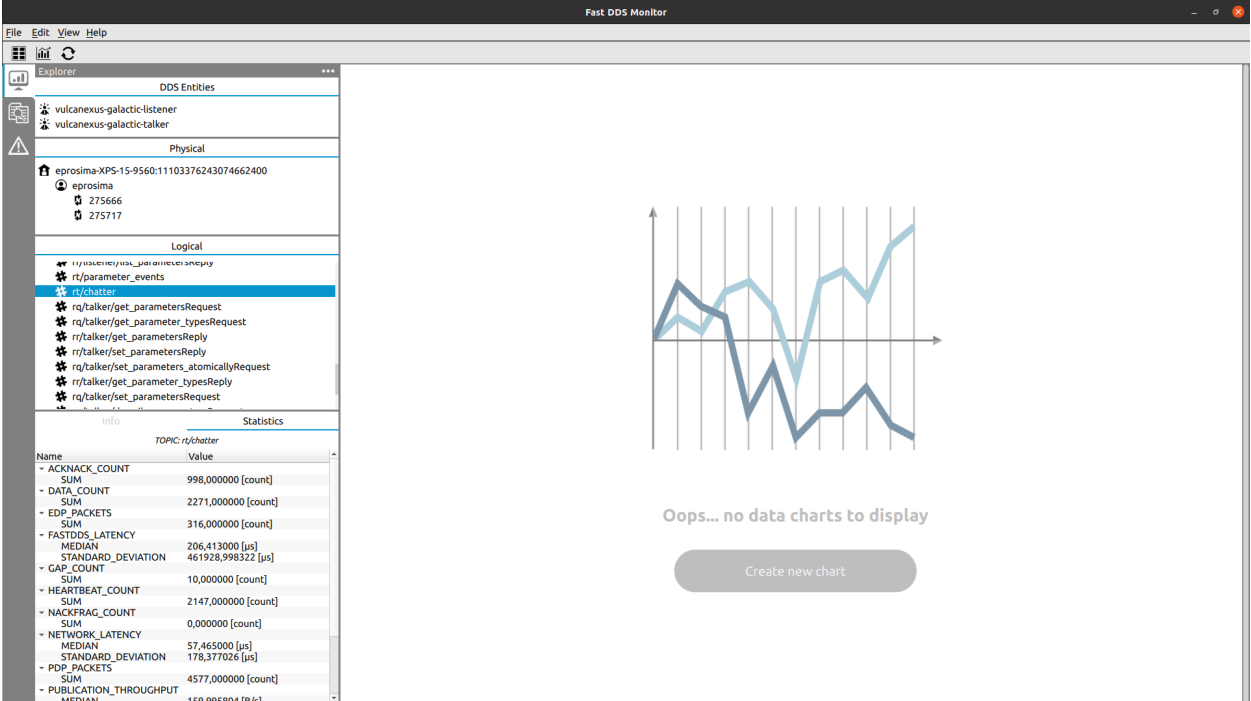 Fast DDS Monitor
File Edit View Help
Explorer
DDS Entities
vulcanexus-galactic-listener
vulcanexus-galactic-talker
Physical
eprosima-XPS-15-9560:11103376243074662400
eprosima
275666
275717
Logical
rr/listener/list_parametersReply
rt/parameter_events
rt/chatter
rq/talker/get_parametersRequest
rq/talker/get_parameter_typesRequest
rr/talker/get_parametersReply
rr/talker/set_parametersReply
rq/talker/set_parameters_atomicallyRequest
rr/talker/get_parameter_typesReply
rq/talker/set_parametersRequest
Info Statistics
TOPIC: rt/chatter
Name Value
ACKNACK_COUNT
SUM 998,000000 [count]
DATA_COUNT
SUM 2271,000000 [count]
EDP_PACKETS
SUM 316,000000 [count]
FASTDDS_LATENCY
MEDIAN 206,413000 [µs]
STANDARD_DEVIATION 461928,998322 [µs]
GAP_COUNT
SUM 10,000000 [count]
HEARTBEAT_COUNT
SUM 2147,000000 [count]
NACKFRAG_COUNT
SUM 0,000000 [count]
NETWORK_LATENCY
MEDIAN 57,465000 [µs]
STANDARD_DEVIATION 178,377026 [µs]
PDP_PACKETS
SUM 4577,000000 [count]
PUBLICATION_THROUGHPUT
MEDIAN 159,995804 [B/s]
Oops... no data charts to display
Create new chart